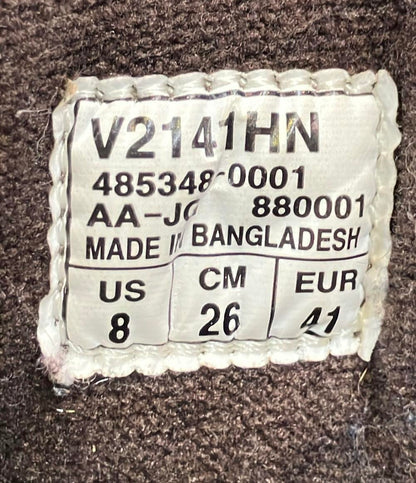 V2141HN
485348-0001
880001
MADE IN BANGLADESH
US CM EUR
8 26 41